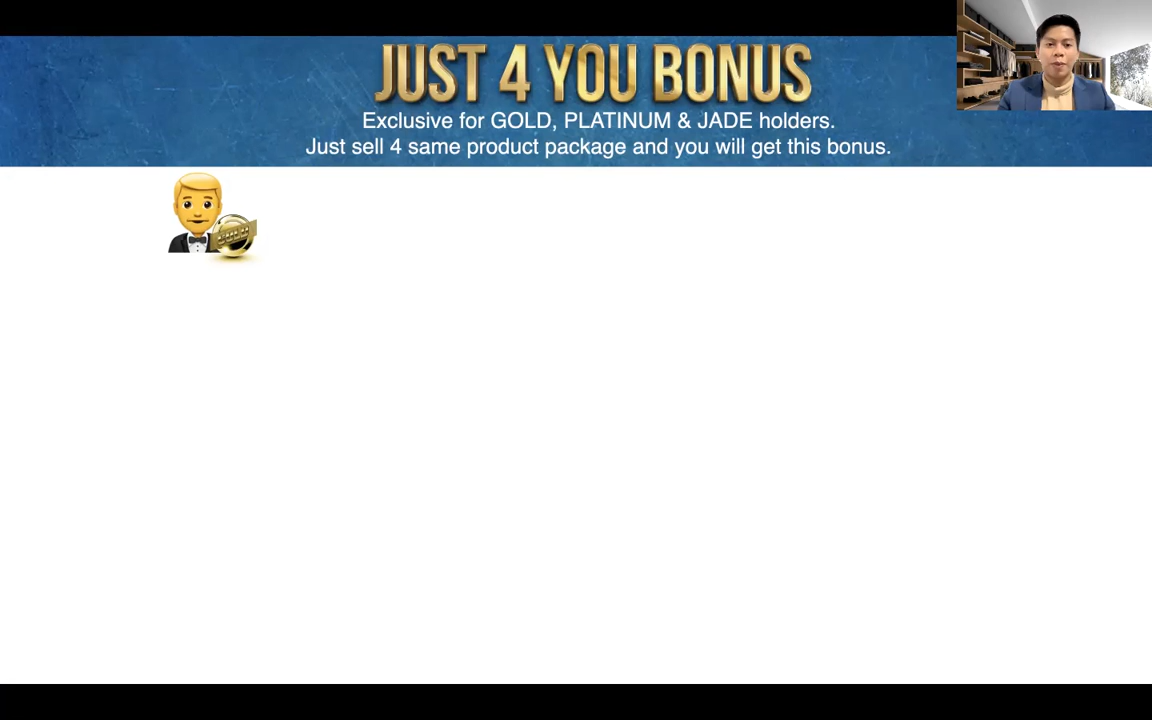 JUST 4 YOU BONUS
Exclusive for GOLD, PLATINUM & JADE holders.
Just sell 4 same product package and you will get this bonus.
GOLD